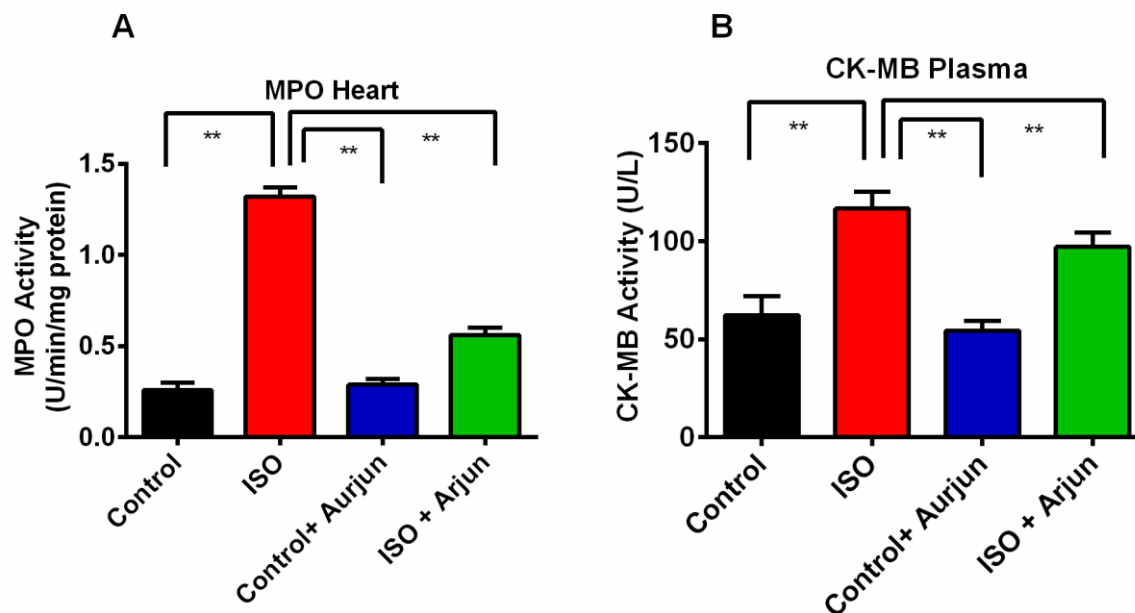 A
MPO Heart
**
**
**
MPO Activity
(U/min/mg protein)
1.5
1.0
0.5
0.0
Control
ISO
Control+ Aurjun
ISO + Arjun
B
CK-MB Plasma
**
**
**
CK-MB Activity (U/L)
150
100
50
0
Control
ISO
Control+ Aurjun
ISO + Arjun